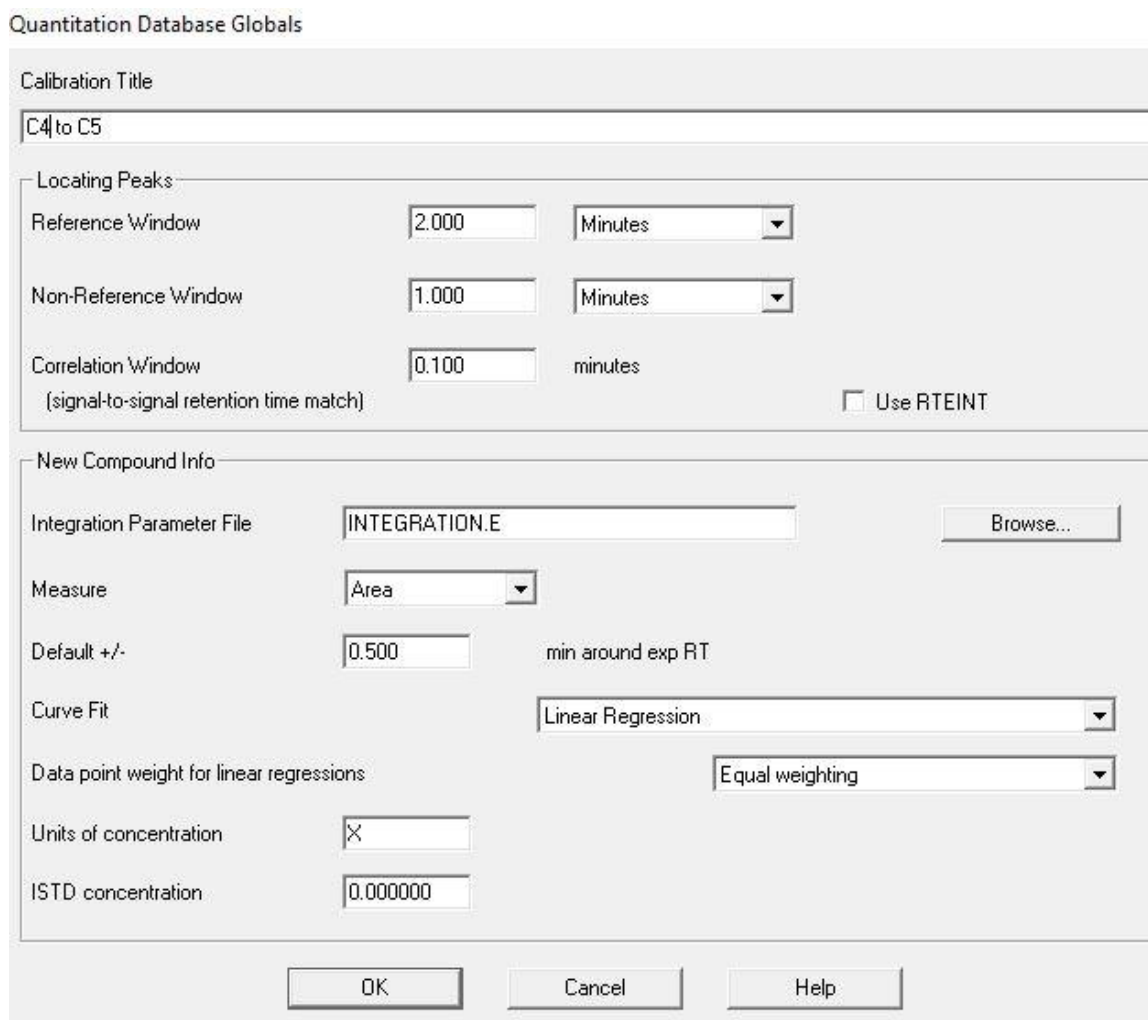 Quantitation Database Globals
Calibration Title
C4 to C5
Locating Peaks
Reference Window 2.000 Minutes
Non-Reference Window 1.000 Minutes
Correlation Window 0.100 minutes
(signal-to-signal retention time match) Use RTEINT
New Compound Info
Integration Parameter File INTEGRATION.E Browse...
Measure Area
Default +/- 0.500 min around exp RT
Curve Fit Linear Regression
Data point weight for linear regressions Equal weighting
Units of concentration X
ISTD concentration 0.000000
OK Cancel Help